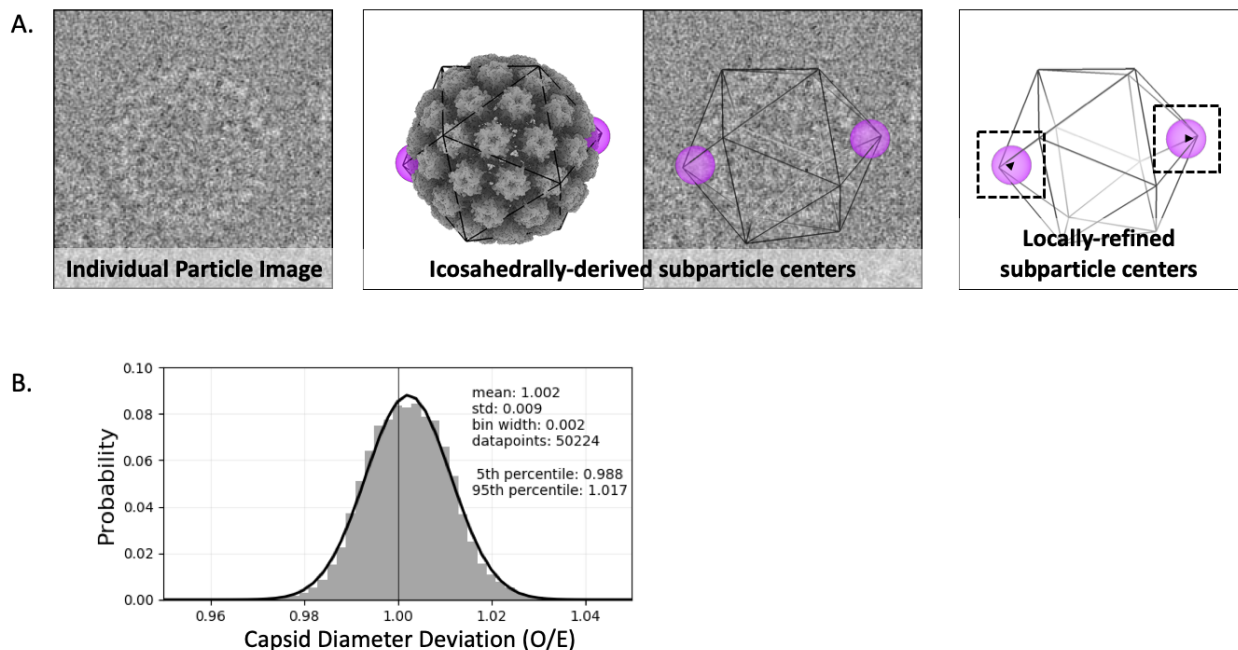 A.
Individual Particle Image
Icosahedrally-derived subparticle centers
Locally-refined
subparticle centers
B.
Probability
0.10
0.08
0.06
0.04
0.02
0.00
mean: 1.002
std: 0.009
bin width: 0.002
datapoints: 50224
5th percentile: 0.988
95th percentile: 1.017
0.96
0.98
1.00
1.02
1.04
Capsid Diameter Deviation (O/E)